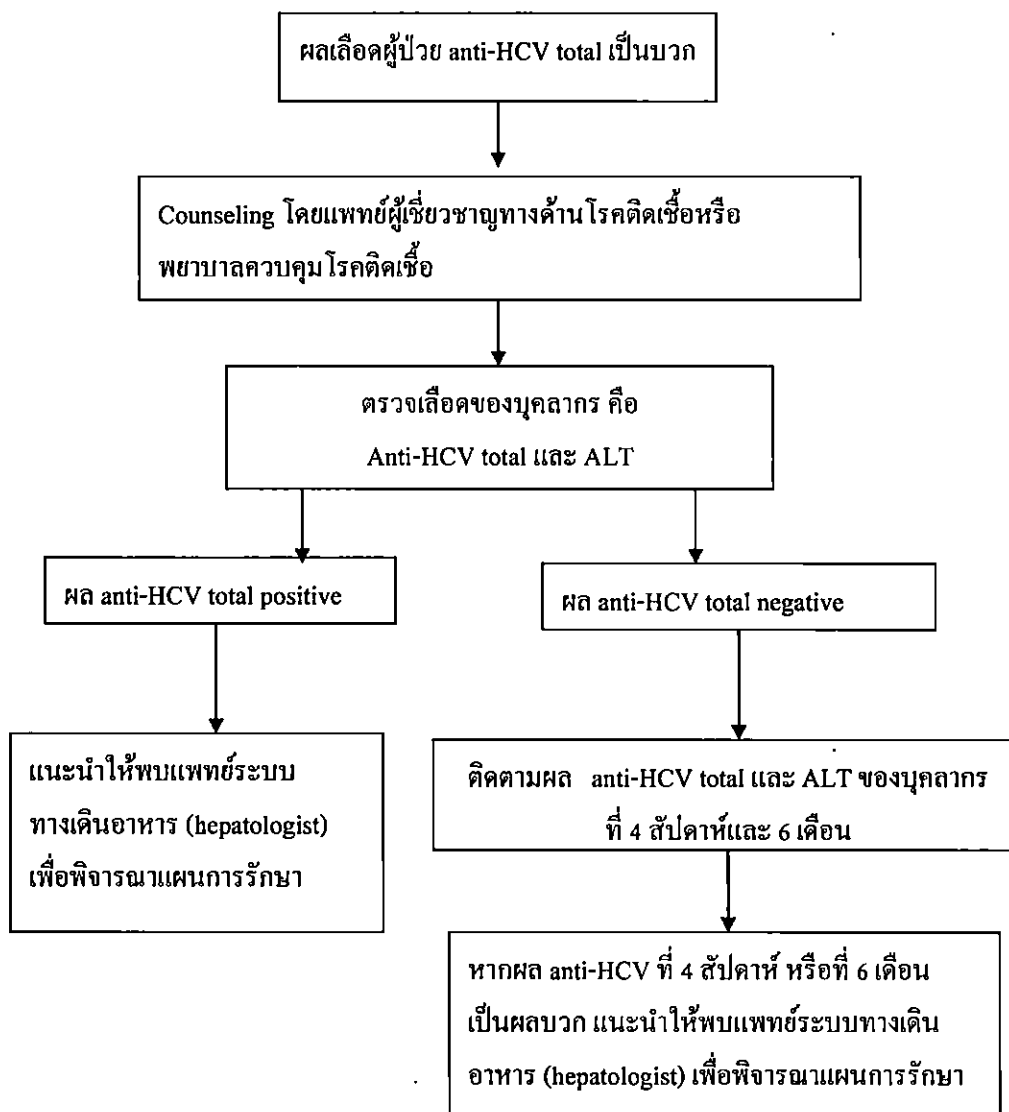 ผลเลือดผู้ป่วย anti-HCV total เป็นบวก
Counseling โดยแพทย์ผู้เชี่ยวชาญทางด้านโรคติดเชื้อหรือ
พยาบาลควบคุมโรคติดเชื้อ
ตรวจเลือดของบุคลากร คือ
Anti-HCV total และ ALT
ผล anti-HCV total positive
ผล anti-HCV total negative
แนะนำให้พบแพทย์ระบบ
ทางเดินอาหาร (hepatologist)
เพื่อพิจารณาแผนการรักษา
ติดตามผล anti-HCV total และ ALT ของบุคลากร
ที่ 4 สัปดาห์และ 6 เดือน
หากผล anti-HCV ที่ 4 สัปดาห์ หรือที่ 6 เดือน
เป็นผลบวก แนะนำให้พบแพทย์ระบบทางเดิน
อาหาร (hepatologist) เพื่อพิจารณาแผนการรักษา